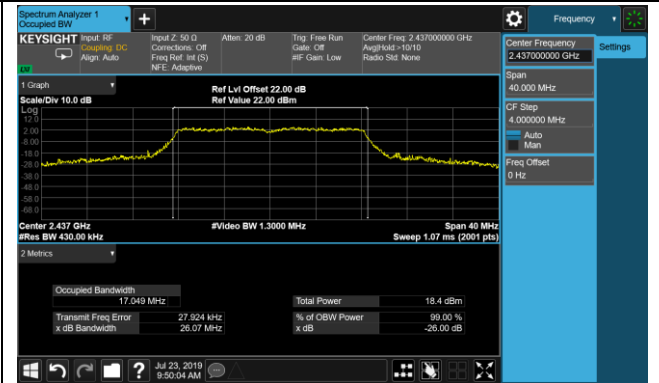 Spectrum Analyzer 1
Occupied BW
+
Frequency
KEYSIGHT
Input: RF
Coupling: DC
Align: Auto
Input Z: 50 Ω
Corrections: Off
Freq Ref: Int (S)
NFE: Adaptive
Atten: 20 dB
Trig: Free Run
Gate: Off
#IF Gain: Low
Center Freq: 2.437000000 GHz
Avg|Hold:>10/10
Radio Std: None
Center Frequency
2.437000000 GHz
Settings
Span
40.000 MHz
CF Step
4.000000 MHz
Auto
Man
Freq Offset
0 Hz
1 Graph
Scale/Div 10.0 dB
Ref Lvl Offset 22.00 dB
Ref Value 22.00 dBm
Log
12.0
2.00
-8.00
-18.0
-28.0
-38.0
-48.0
-58.0
-68.0
Center 2.437 GHz
#Video BW 1.3000 MHz
Span 40 MHz
#Res BW 430.00 kHz
Sweep 1.07 ms (2001 pts)
2 Metrics
Occupied Bandwidth
17.049 MHz
Total Power 18.4 dBm
Transmit Freq Error 27.924 kHz
% of OBW Power 99.00 %
x dB Bandwidth 26.07 MHz
x dB -26.00 dB
?
Jul 23, 2019
9:50:04 AM